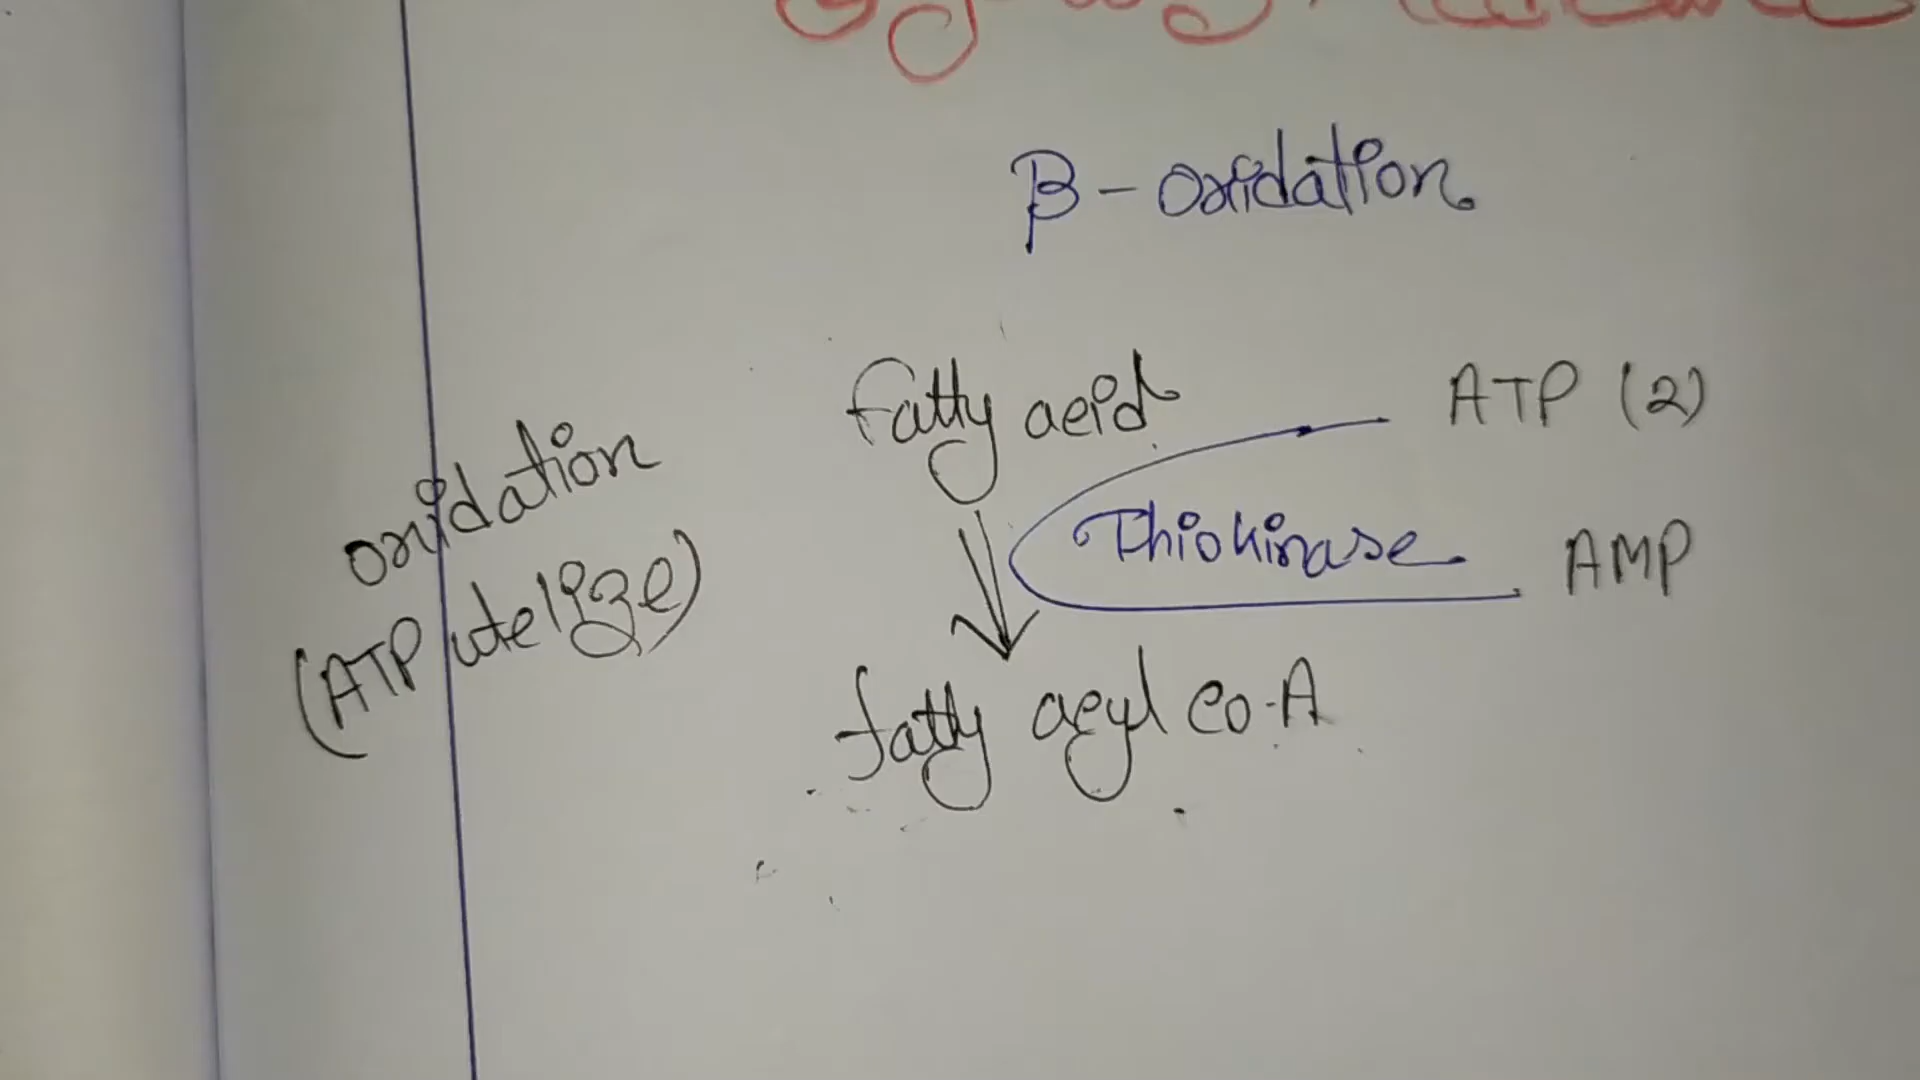 β - oxidation
fatty acid
ATP (2)
oxidation
Thiokinase
AMP
(ATP utelize)
fatty acyl co-A